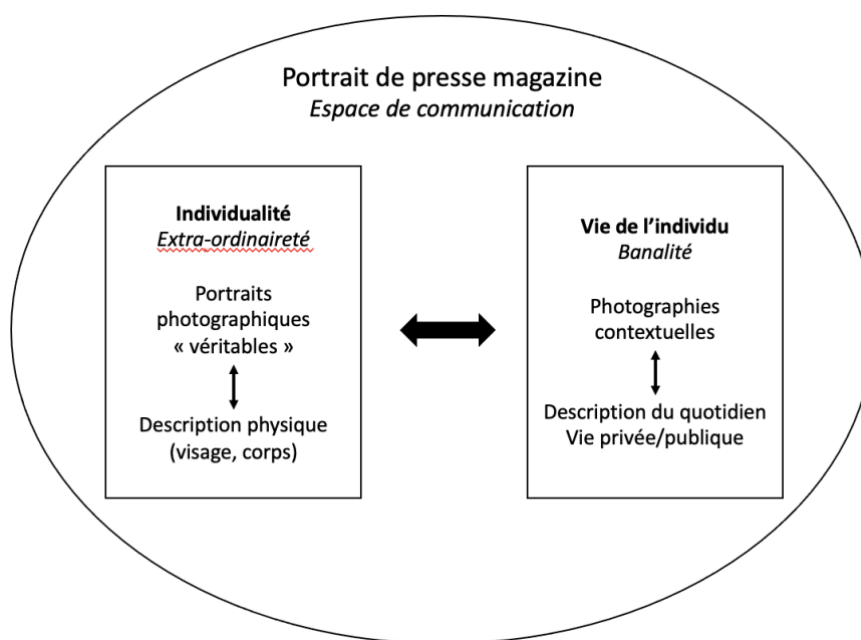 Portrait de presse magazine
Espace de communication
Individualité
Extra-ordinaireté
Portraits
photographiques
« véritables »
Description physique
(visage, corps)
Vie de l’individu
Banalité
Photographies
contextuelles
Description du quotidien
Vie privée/publique